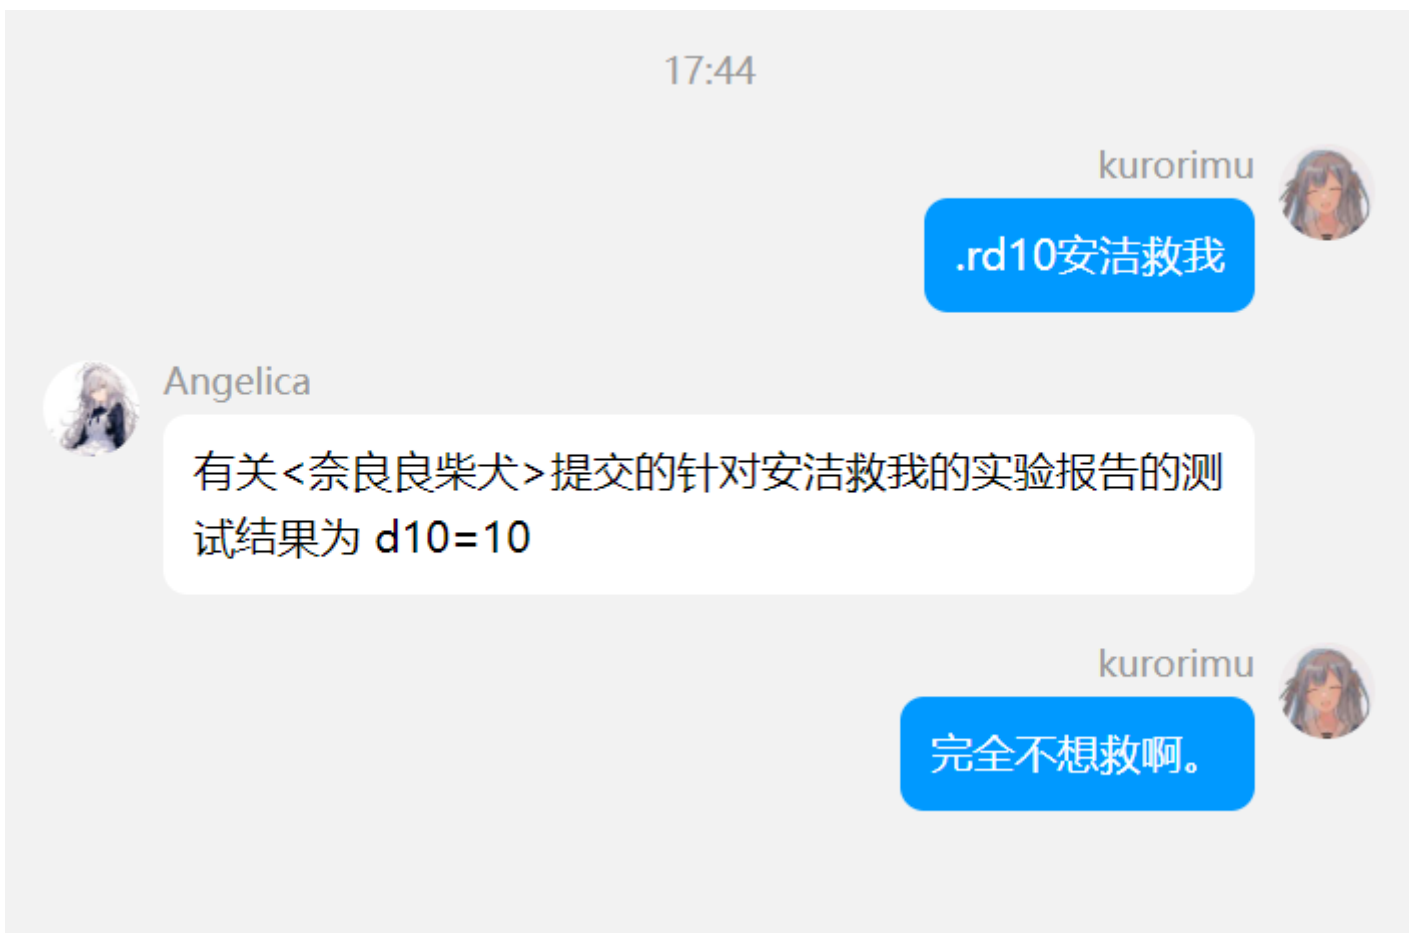 17:44
kurorimu
.rd10安洁救我
Angelica
有关<奈良良柴犬>提交的针对安洁救我的实验报告的测
试结果为 d10=10
kurorimu
完全不想救啊。